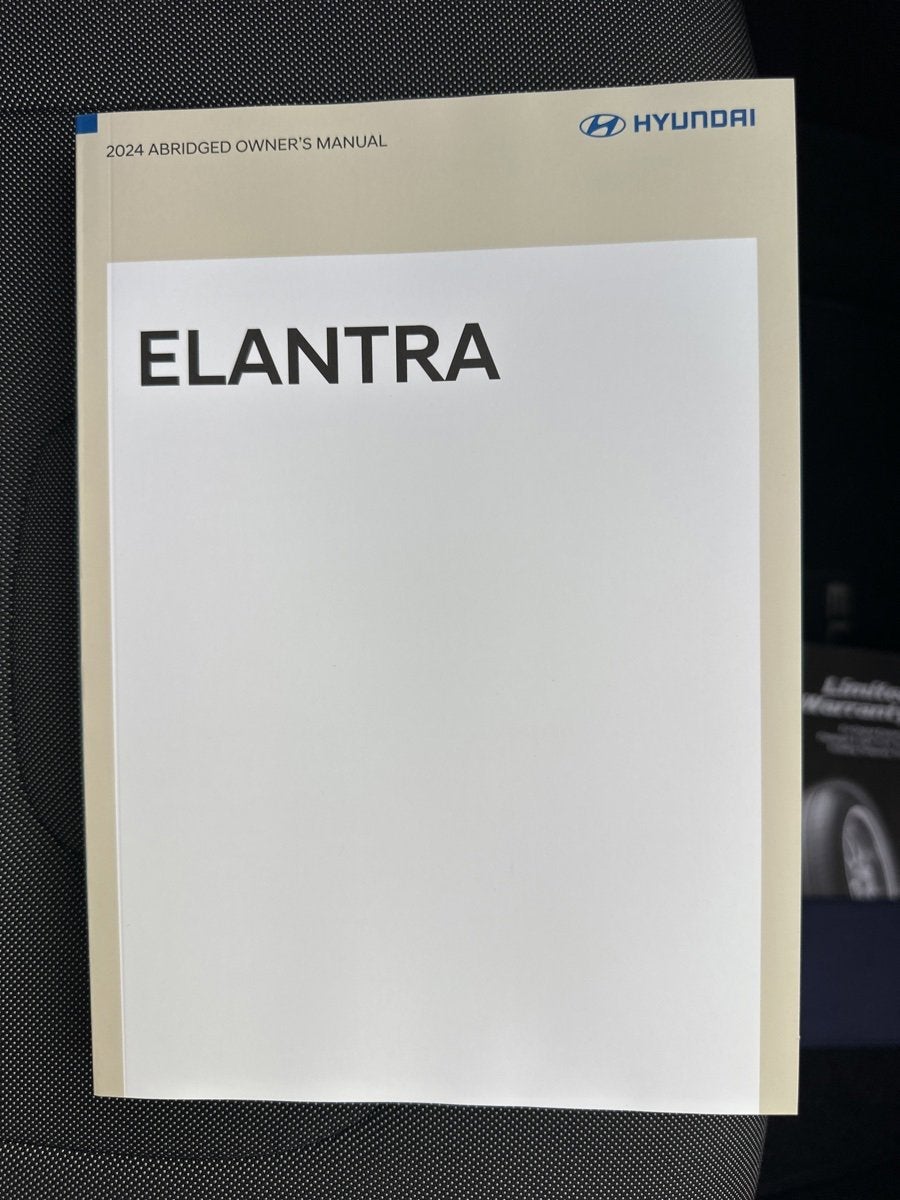 2024 ABRIDGED OWNER'S MANUAL
HYUNDAI
ELANTRA
Limited
Warranty